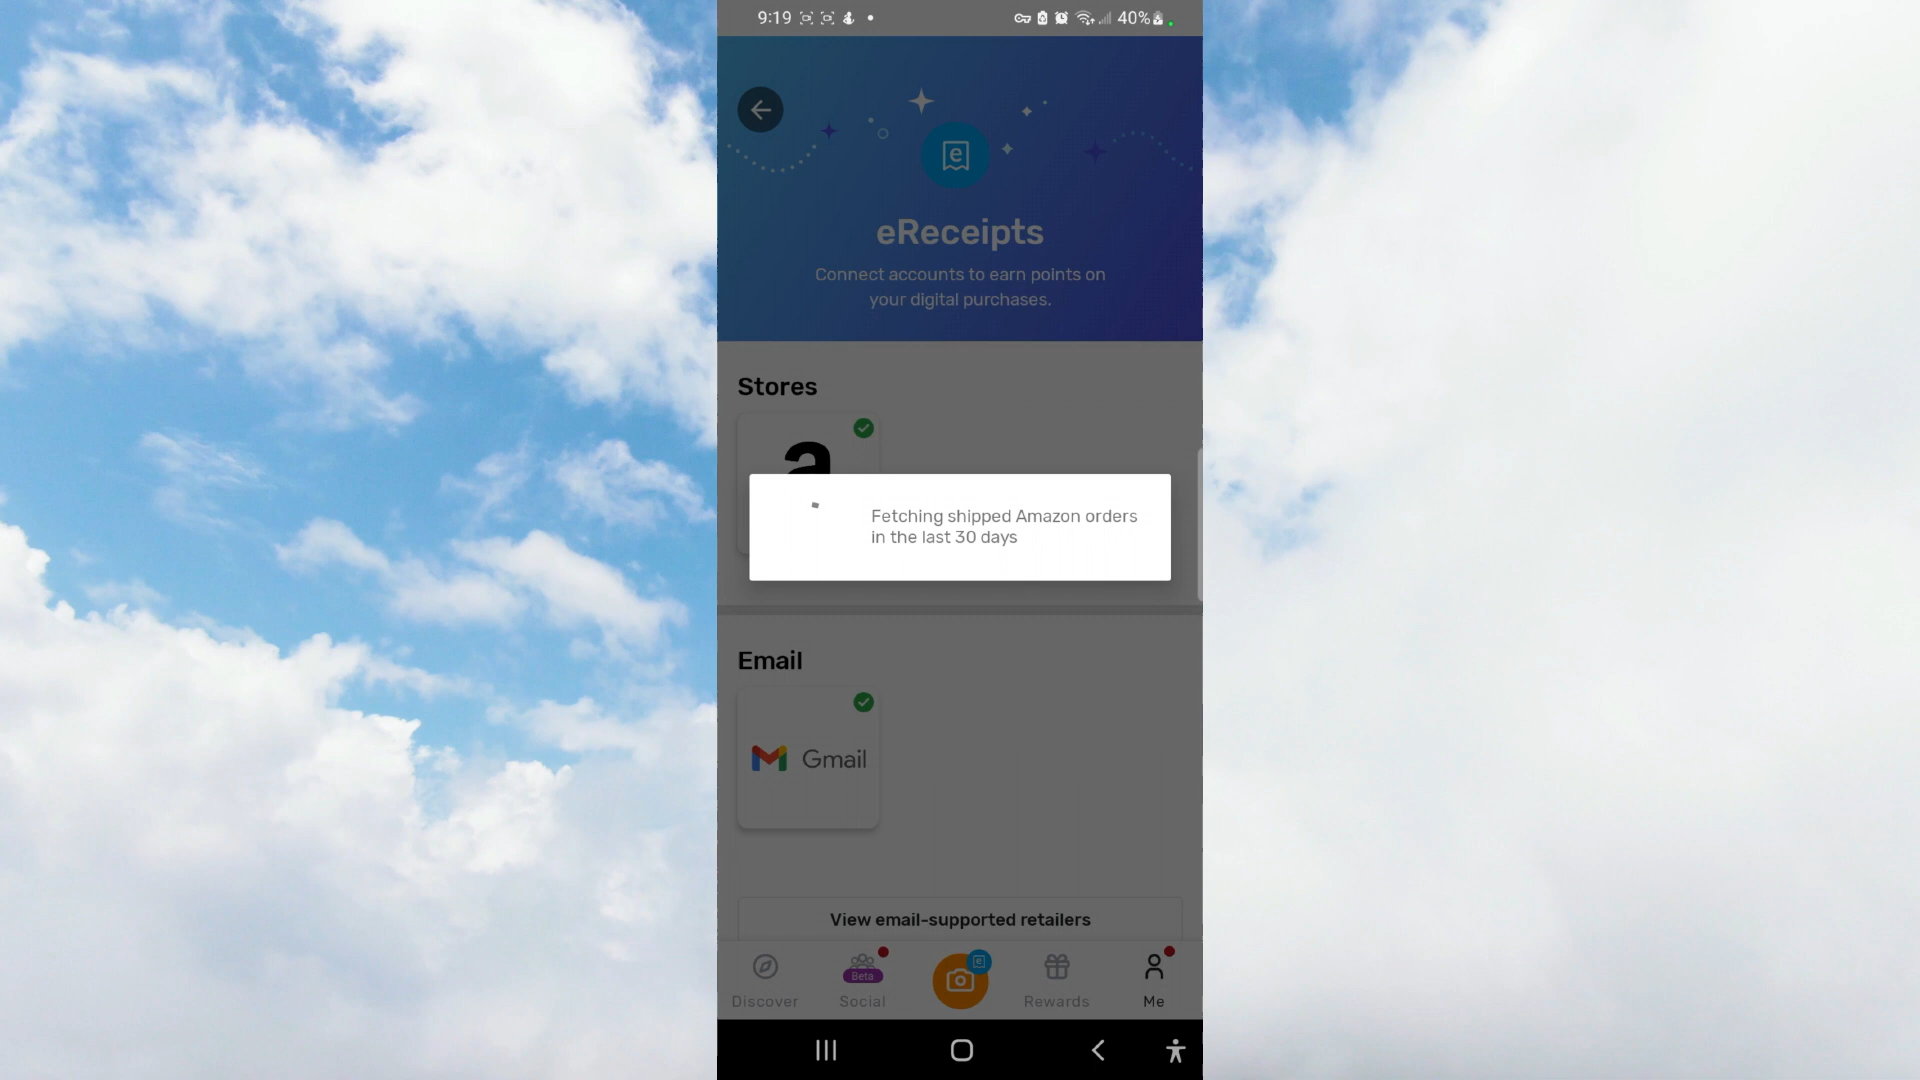 9:19
40%
eReceipts
Connect accounts to earn points on
your digital purchases.
Stores
a
Fetching shipped Amazon orders
in the last 30 days
Email
Gmail
View email-supported retailers
Beta
Discover
Social
Rewards
Me